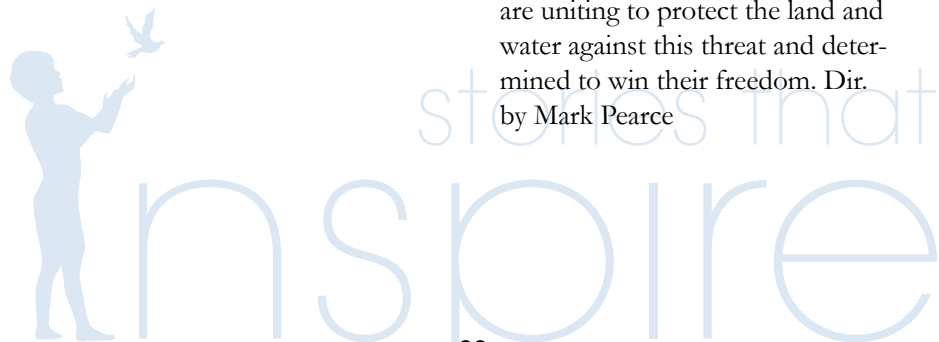 are uniting to protect the land and
water against this threat and deter-
mined to win their freedom. Dir.
by Mark Pearce
stories that
inspire